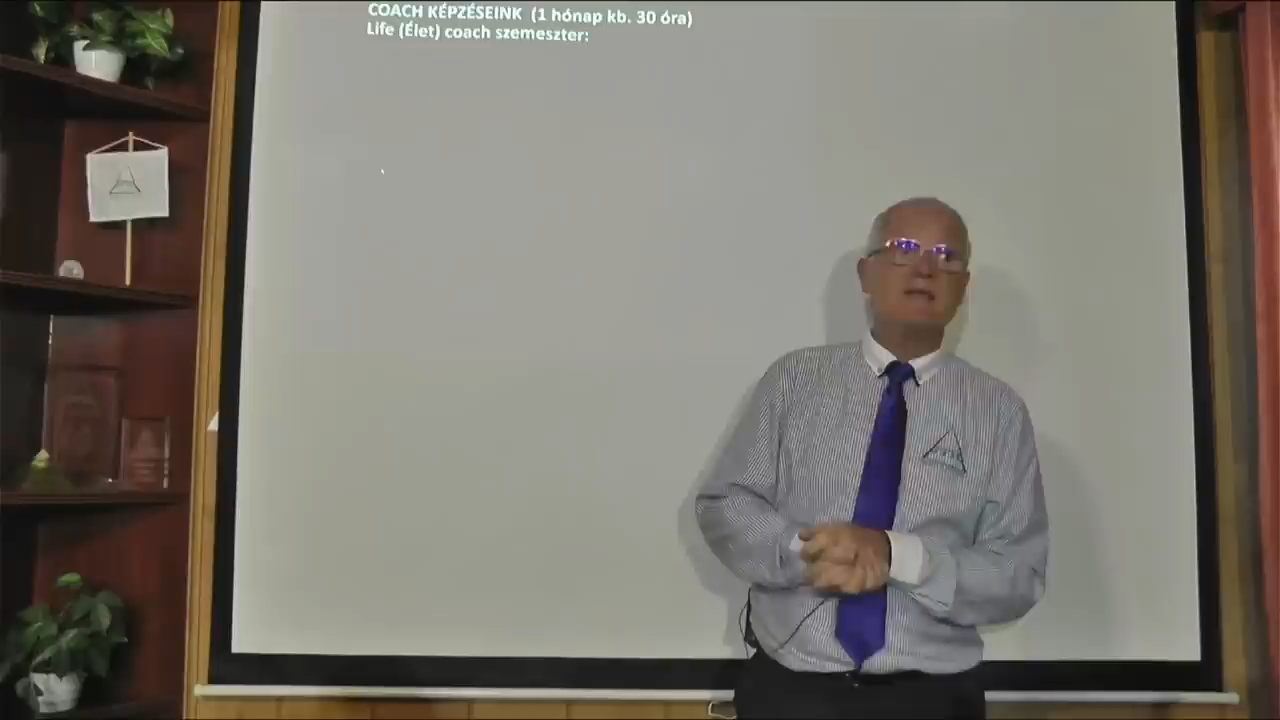 COACH KÉPZÉSEINK (1 hónap kb. 30 óra)
Life (Élet) coach szemeszter: